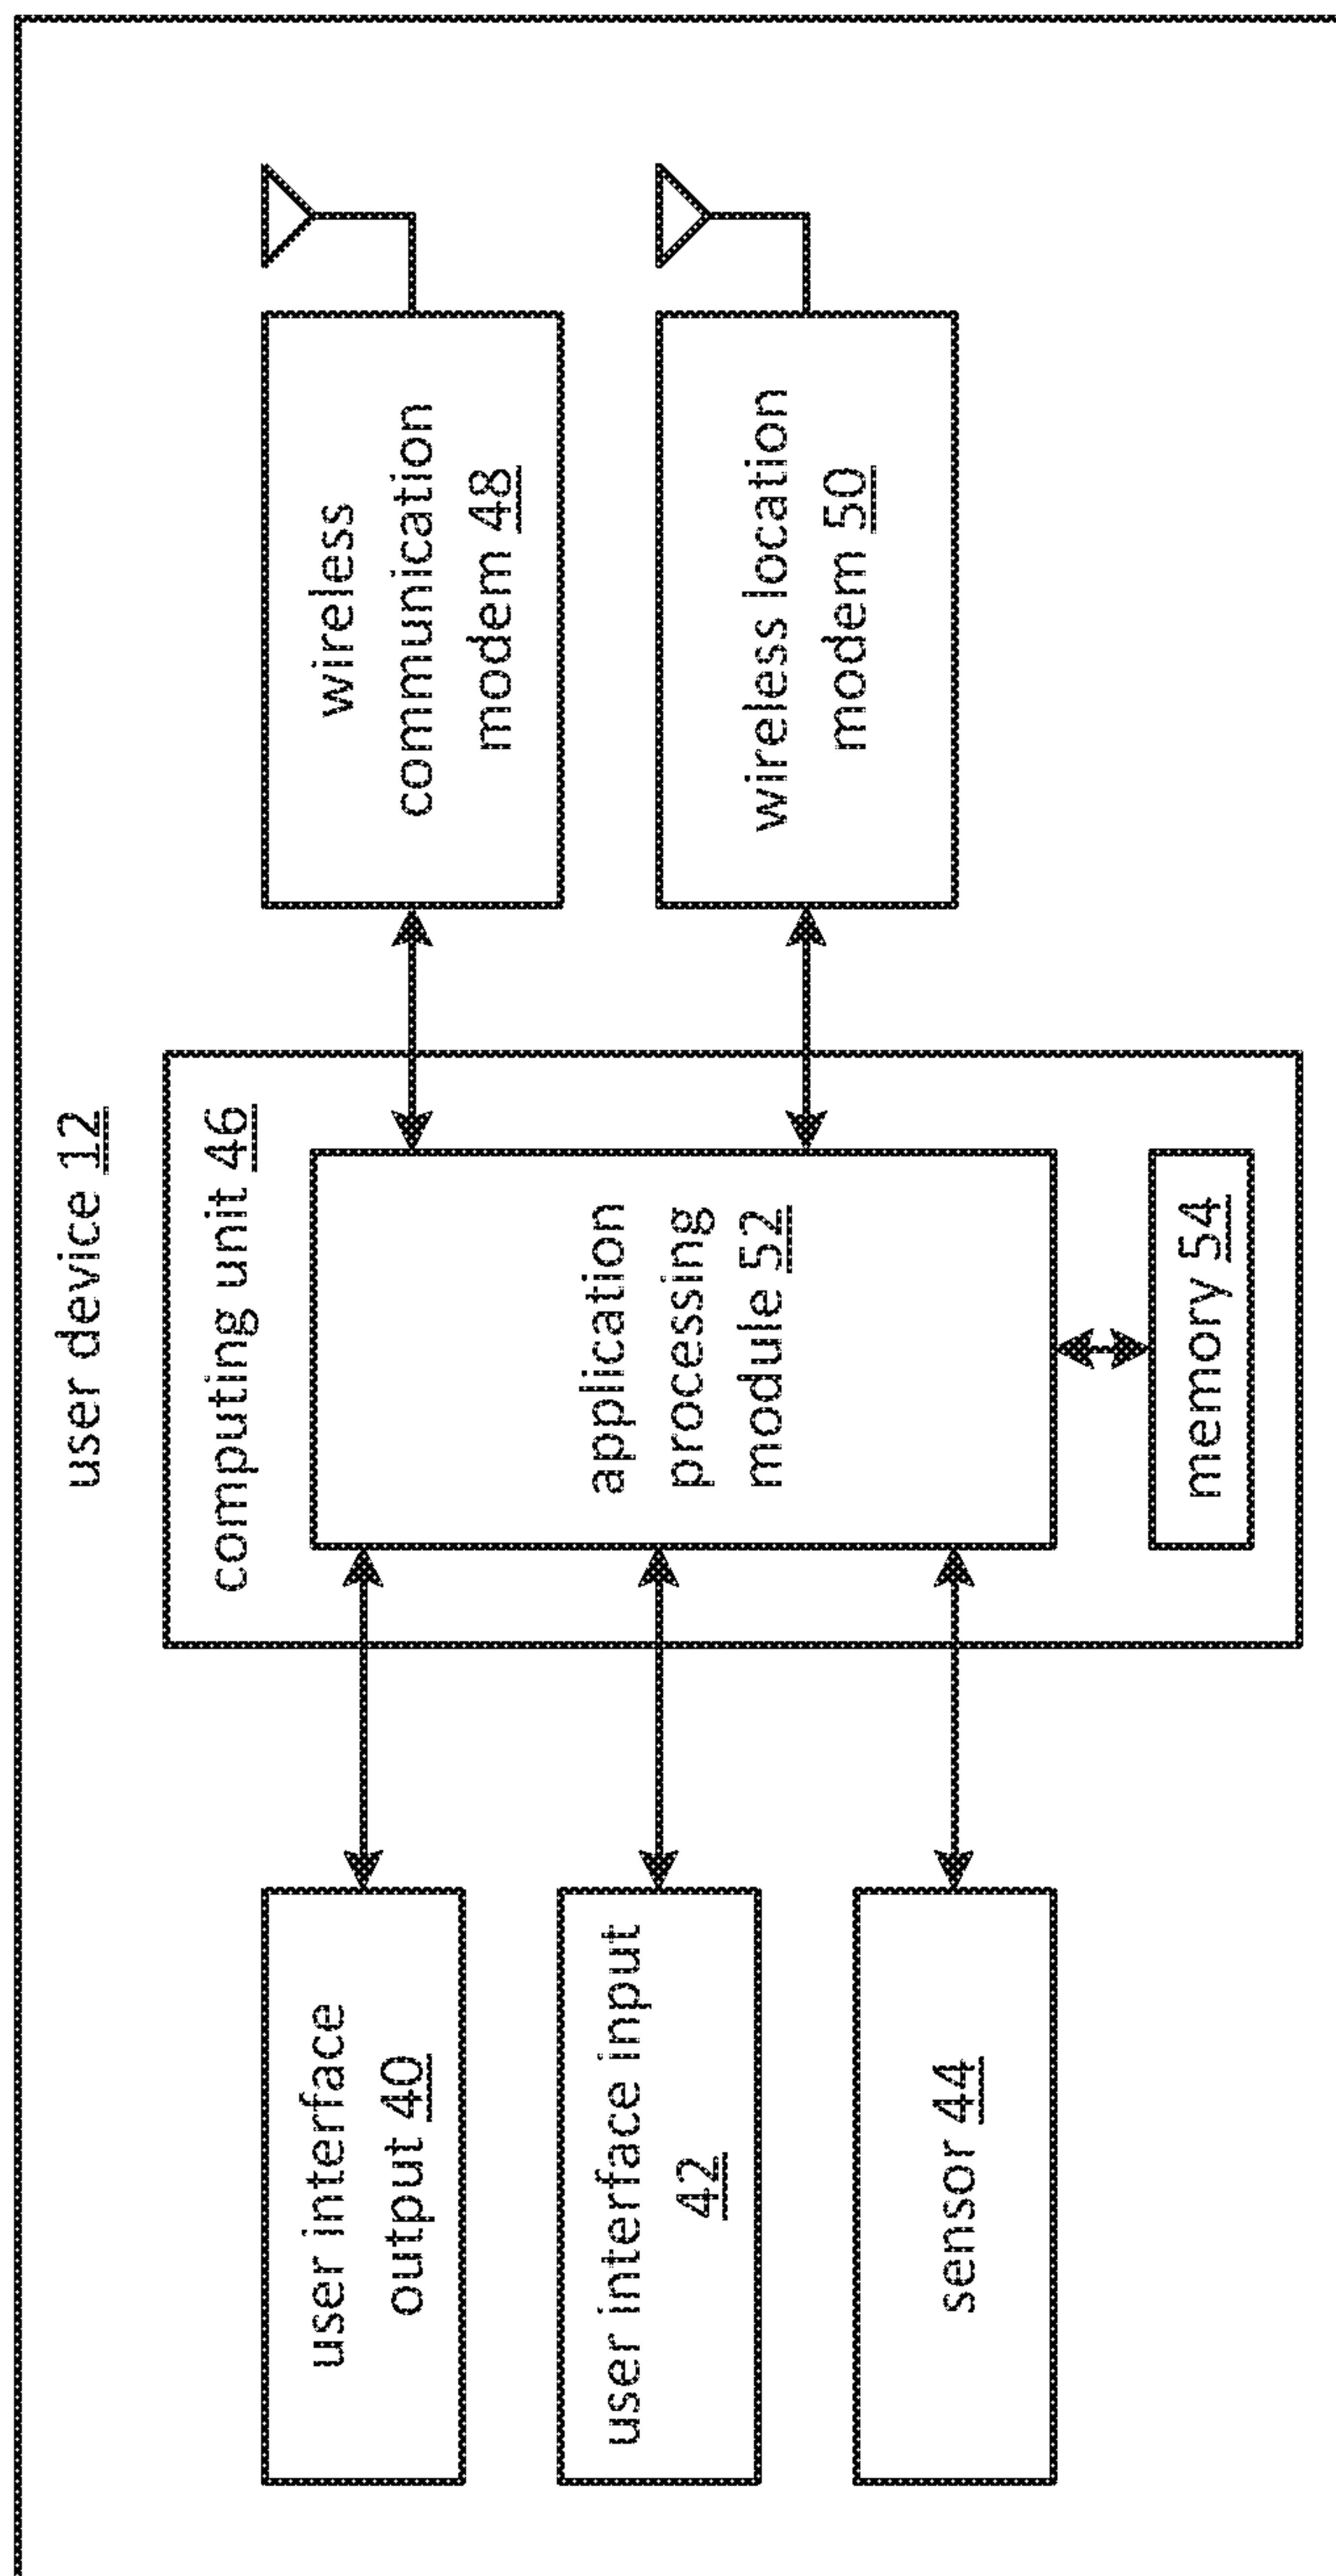 user device 12
computing unit 46
user interface
output 40
user interface input
42
sensor 44
application
processing
module 52
memory 54
wireless
communication
modem 48
wireless location
modem 50